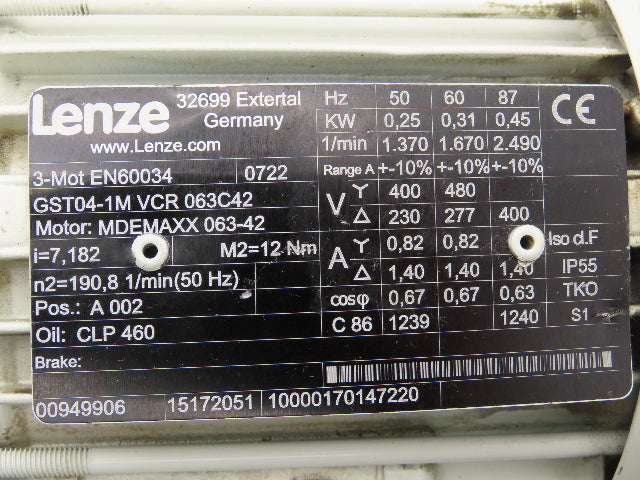 Lenze 32699 Extertal Germany
www.Lenze.com
3-Mot EN60034 0722
GST04-1M VCR 063C42
Motor: MDEMAXX 063-42
i=7,182 M2=12 Nm
n2=190,8 1/min(50 Hz)
Pos.: A 002
Oil: CLP 460
Brake:
Hz 50 60 87
KW 0,25 0,31 0,45
1/min 1.370 1.670 2.490
Range A +-10% +-10% +-10%
V Y 400 480
Δ 230 277 400
A Y 0,82 0,82
Δ 1,40 1,40 1,40
cosφ 0,67 0,67 0,63
C 86 1239 1240
CE
Iso d.F
IP55
TKO
S1
00949906 15172051 10000170147220